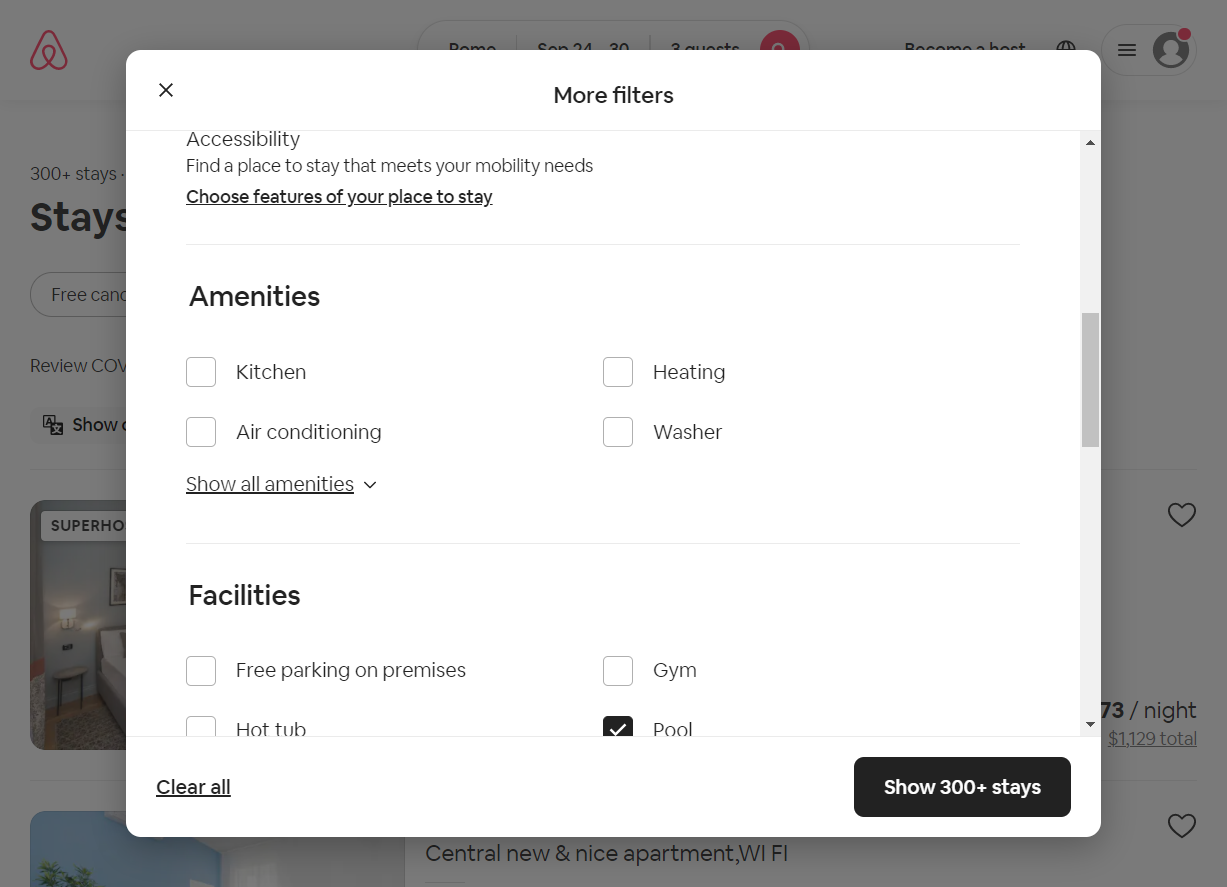 Rome
Sep 24 – 30
3 guests
Become a host
More filters
300+ stays ·
Stays
Free canc
Review COV
Show
SUPERHO
Accessibility
Find a place to stay that meets your mobility needs
Choose features of your place to stay
Amenities
Kitchen
Heating
Air conditioning
Washer
Show all amenities
Facilities
Free parking on premises
Gym
Hot tub
Pool
Clear all
Show 300+ stays
73 / night
$1,129 total
Central new & nice apartment,WI FI